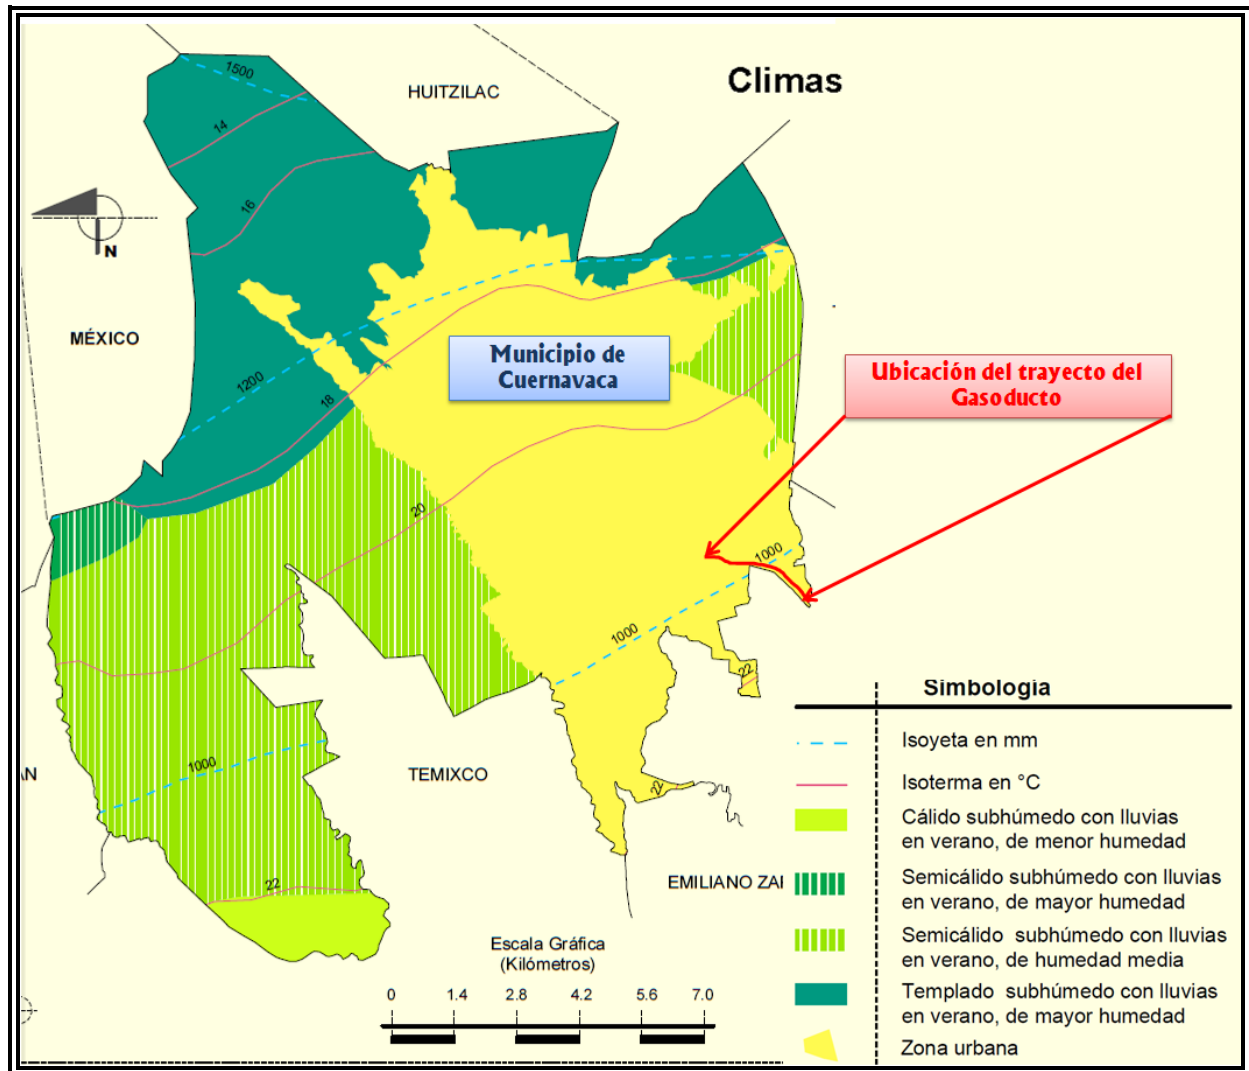 Climas
HUITZILAC
1500
14
16
N
MÉXICO
Municipio de
Cuernavaca
Ubicación del trayecto del
Gasoducto
1200
18
20
1000
1000
22
22
1000
22
AN
TEMIXCO
EMILIANO ZAI
Escala Gráfica
(Kilómetros)
0 1.4 2.8 4.2 5.6 7.0
Simbología
Isoyeta en mm
Isoterma en °C
Cálido subhúmedo con lluvias
en verano, de menor humedad
Semicálido subhúmedo con lluvias
en verano, de mayor humedad
Semicálido subhúmedo con lluvias
en verano, de humedad media
Templado subhúmedo con lluvias
en verano, de mayor humedad
Zona urbana